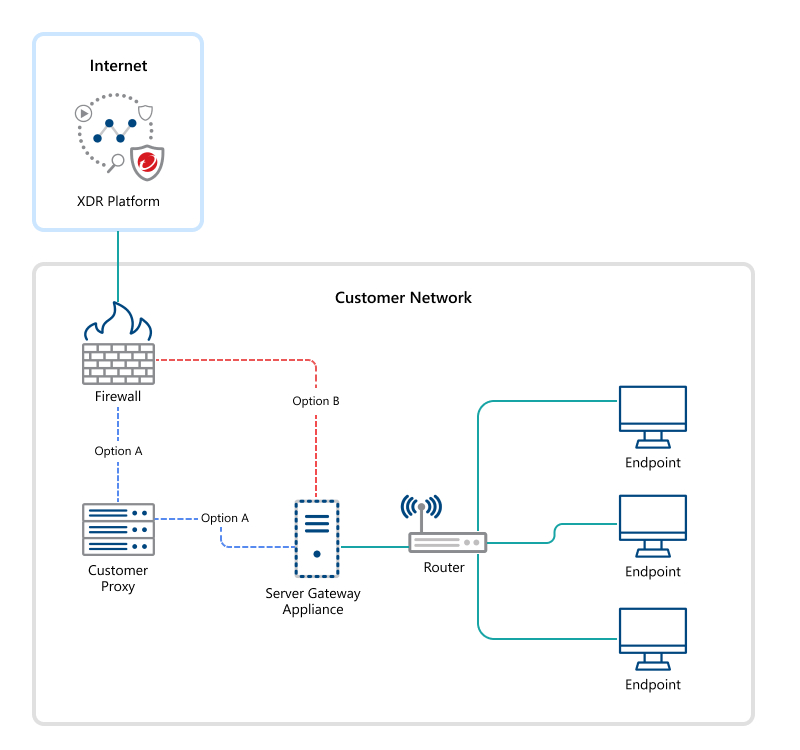 Internet
XDR Platform
Customer Network
Firewall
Option B
Option A
Option A
Customer
Proxy
Server Gateway
Appliance
Router
Endpoint
Endpoint
Endpoint